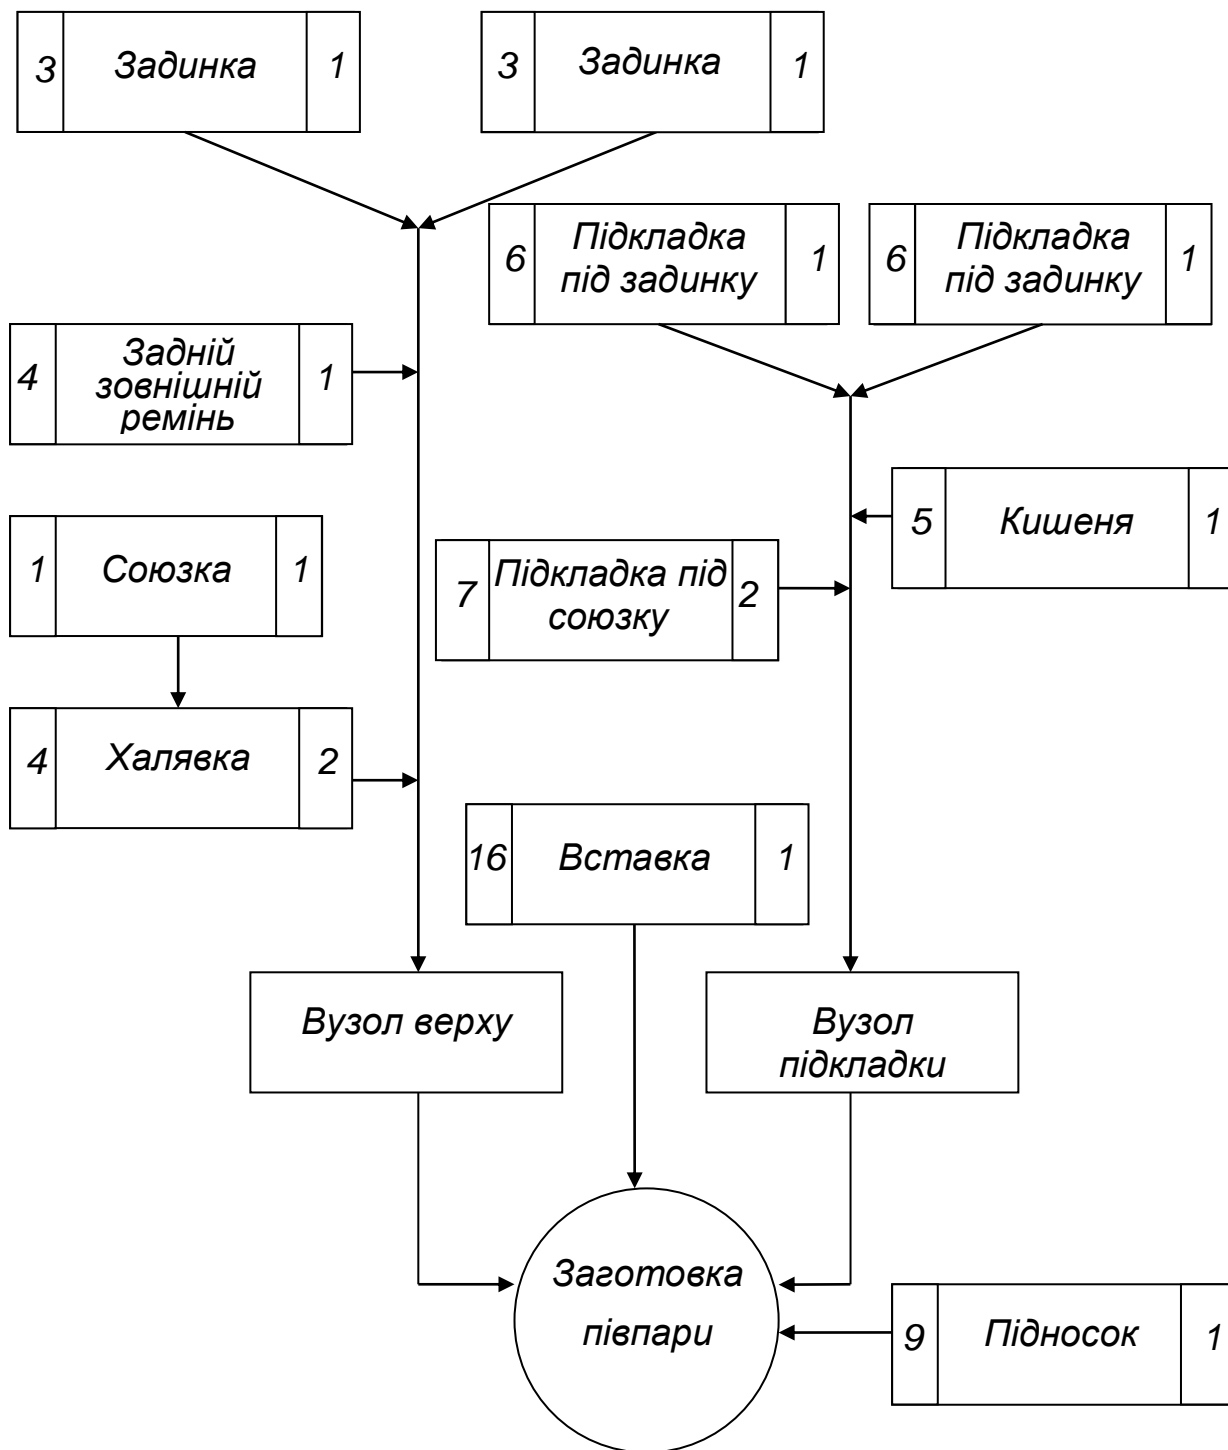 3 Задинка 1
3 Задинка 1
6 Підкладка 1
під задинку
6 Підкладка 1
під задинку
4 Задній 1
зовнішній
ремінь
5 Кишеня 1
1 Союзка 1
7 Підкладка під 2
союзку
4 Халявка 2
16 Вставка 1
Вузол верху
Вузол
підкладки
Заготовка
півпари
9 Підносок 1